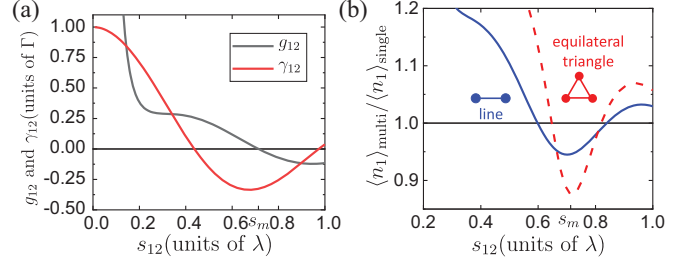 (a)
g₁₂
γ₁₂
g₁₂ and γ₁₂(units of Γ)
1.00
0.75
0.50
0.25
0.00
-0.25
-0.50
0.0 0.2 0.4 0.6 s_m 0.8 1.0
s₁₂(units of λ)
(b)
equilateral
triangle
line
⟨n₁⟩multi/⟨n₁⟩single
1.2
1.1
1.0
0.9
0.2 0.4 0.6 s_m 0.8 1.0
s₁₂(units of λ)